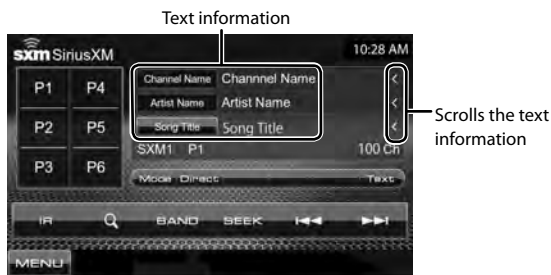 Text information
sxm SiriusXM 10:28 AM
P1 P4
P2 P5
P3 P6
Channel Name Channnel Name <
Artist Name Artist Name <
Song Title Song Title <
Scrolls the text
information
SXM1 P1 100 Ch
Mode Direct Text
IR BAND SEEK
MENU